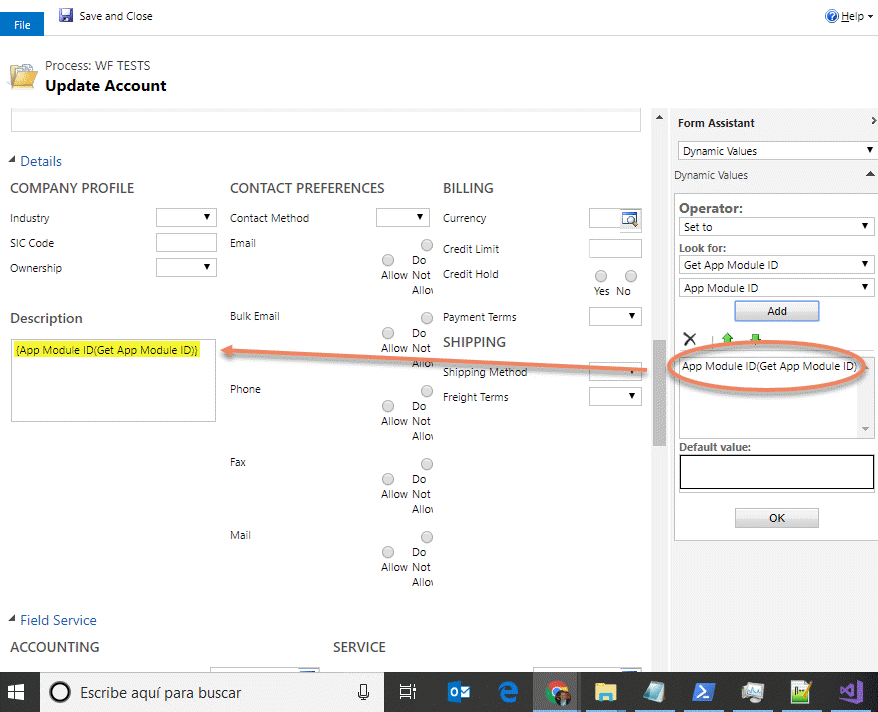 File
Save and Close
Help
Process: WF TESTS
Update Account
Details
COMPANY PROFILE
Industry
SIC Code
Ownership
Description
{App Module ID(Get App Module ID)}
CONTACT PREFERENCES
Contact Method
Email
Allow
Do Not Allow
Bulk Email
Allow
Do Not Allow
Phone
Allow
Do Not Allow
Fax
Allow
Do Not Allow
Mail
Allow
Do Not Allow
BILLING
Currency
Credit Limit
Credit Hold
Yes No
Payment Terms
SHIPPING
Shipping Method
Freight Terms
Field Service
ACCOUNTING
SERVICE
Form Assistant
Dynamic Values
Dynamic Values
Operator:
Set to
Look for:
Get App Module ID
App Module ID
Add
App Module ID(Get App Module ID)
Default value:
OK
Escribe aquí para buscar